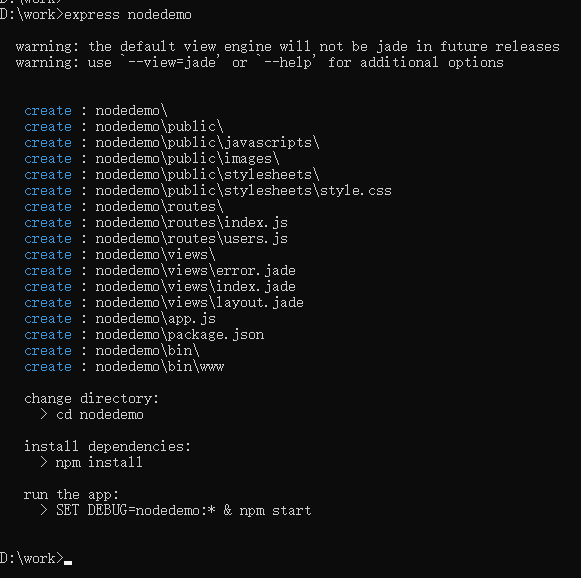 D:\work>
D:\work>express nodedemo
warning: the default view engine will not be jade in future releases
warning: use `--view=jade' or `--help' for additional options
create : nodedemo\
create : nodedemo\public\
create : nodedemo\public\javascripts\
create : nodedemo\public\images\
create : nodedemo\public\stylesheets\
create : nodedemo\public\stylesheets\style.css
create : nodedemo\routes\
create : nodedemo\routes\index.js
create : nodedemo\routes\users.js
create : nodedemo\views\
create : nodedemo\views\error.jade
create : nodedemo\views\index.jade
create : nodedemo\views\layout.jade
create : nodedemo\app.js
create : nodedemo\package.json
create : nodedemo\bin\
create : nodedemo\bin\www
change directory:
> cd nodedemo
install dependencies:
> npm install
run the app:
> SET DEBUG=nodedemo:* & npm start
D:\work>